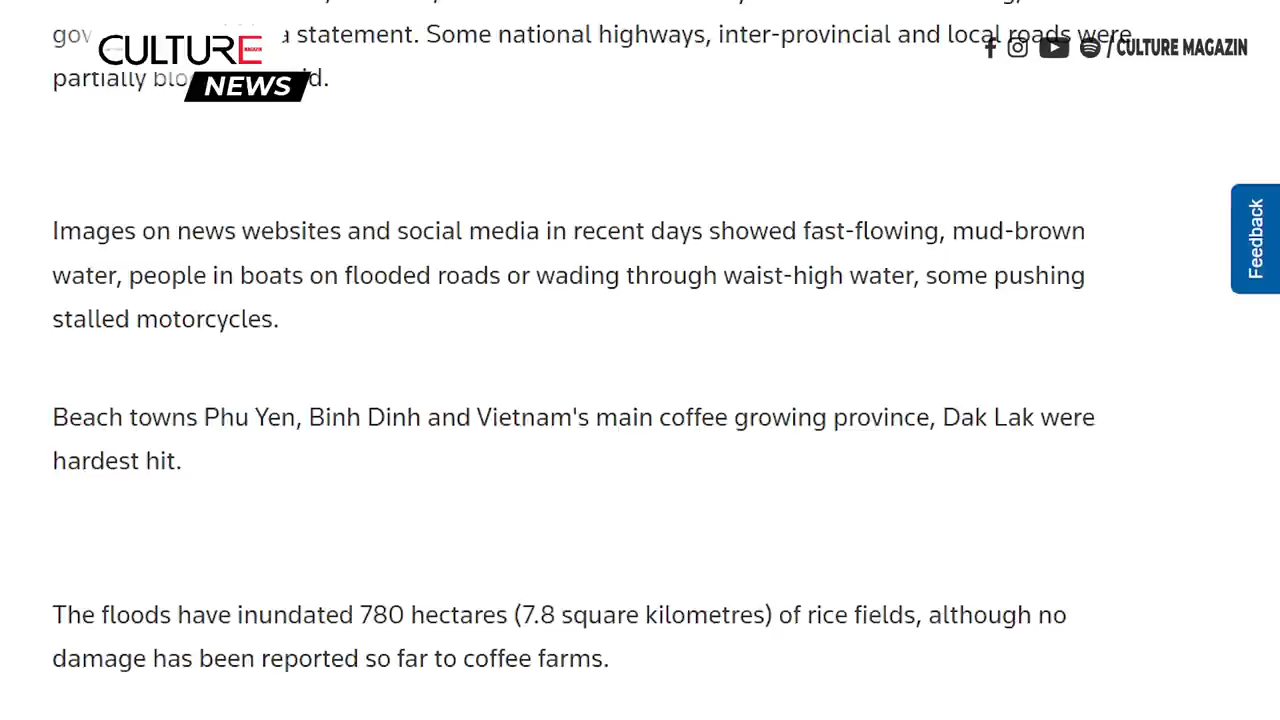 CULTURE
NEWS
/ CULTURE MAGAZIN
a statement. Some national highways, inter-provincial and local roads were
partially
Feedback
Images on news websites and social media in recent days showed fast-flowing, mud-brown
water, people in boats on flooded roads or wading through waist-high water, some pushing
stalled motorcycles.
Beach towns Phu Yen, Binh Dinh and Vietnam's main coffee growing province, Dak Lak were
hardest hit.
The floods have inundated 780 hectares (7.8 square kilometres) of rice fields, although no
damage has been reported so far to coffee farms.